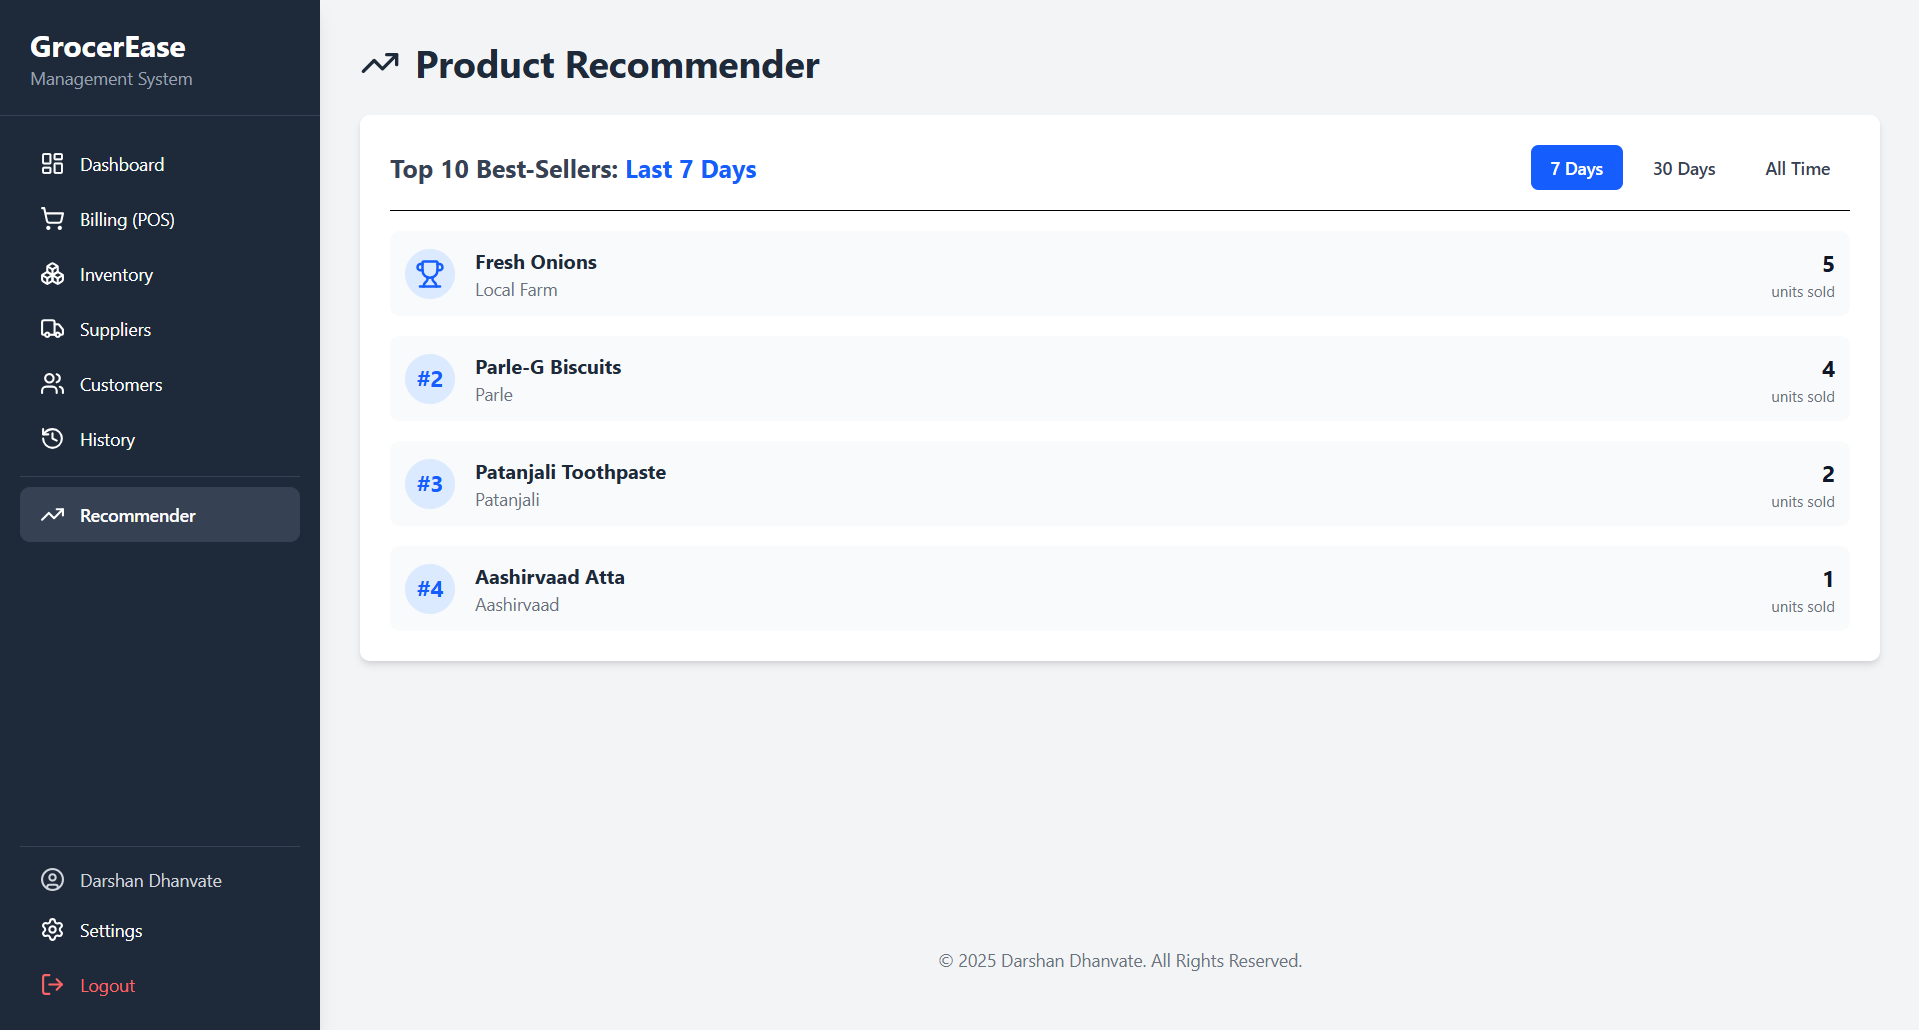 GrocerEase
Management System
Dashboard
Billing (POS)
Inventory
Suppliers
Customers
History
Recommender
Darshan Dhanvate
Settings
Logout
Product Recommender
Top 10 Best-Sellers: Last 7 Days
7 Days
30 Days
All Time
Fresh Onions
Local Farm
5
units sold
#2
Parle-G Biscuits
Parle
4
units sold
#3
Patanjali Toothpaste
Patanjali
2
units sold
#4
Aashirvaad Atta
Aashirvaad
1
units sold
© 2025 Darshan Dhanvate. All Rights Reserved.